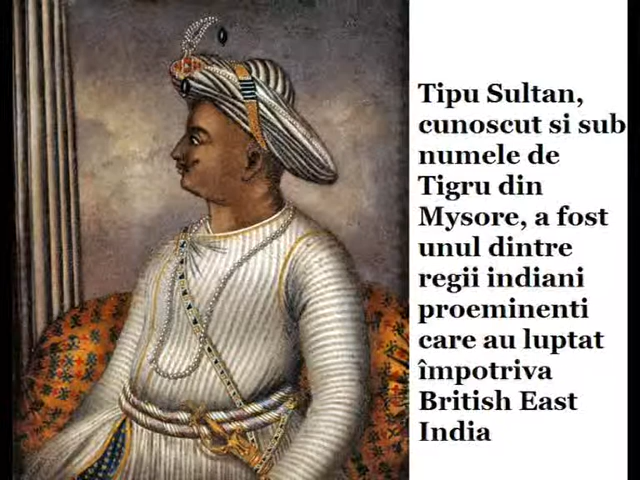 Tipu Sultan,
cunoscut si sub
numele de
Tigru din
Mysore, a fost
unul dintre
regii indiani
proeminenti
care au luptat
împotriva
British East
India